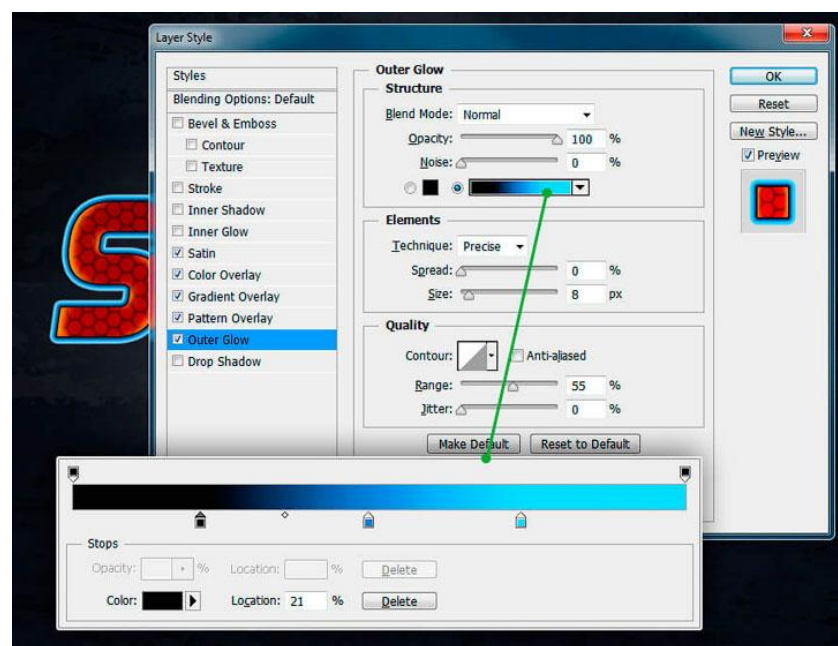 Layer Style
Styles
Blending Options: Default
Bevel & Emboss
Contour
Texture
Stroke
Inner Shadow
Inner Glow
Satin
Color Overlay
Gradient Overlay
Pattern Overlay
Outer Glow
Drop Shadow
Outer Glow
Structure
Blend Mode: Normal
Opacity: 100 %
Noise: 0 %
Elements
Technique: Precise
Spread: 0 %
Size: 8 px
Quality
Contour: Anti-aliased
Range: 55 %
Jitter: 0 %
Make Default Reset to Default
OK
Reset
New Style...
Preview
S
Stops
Opacity: % Location: % Delete
Color: Location: 21 % Delete